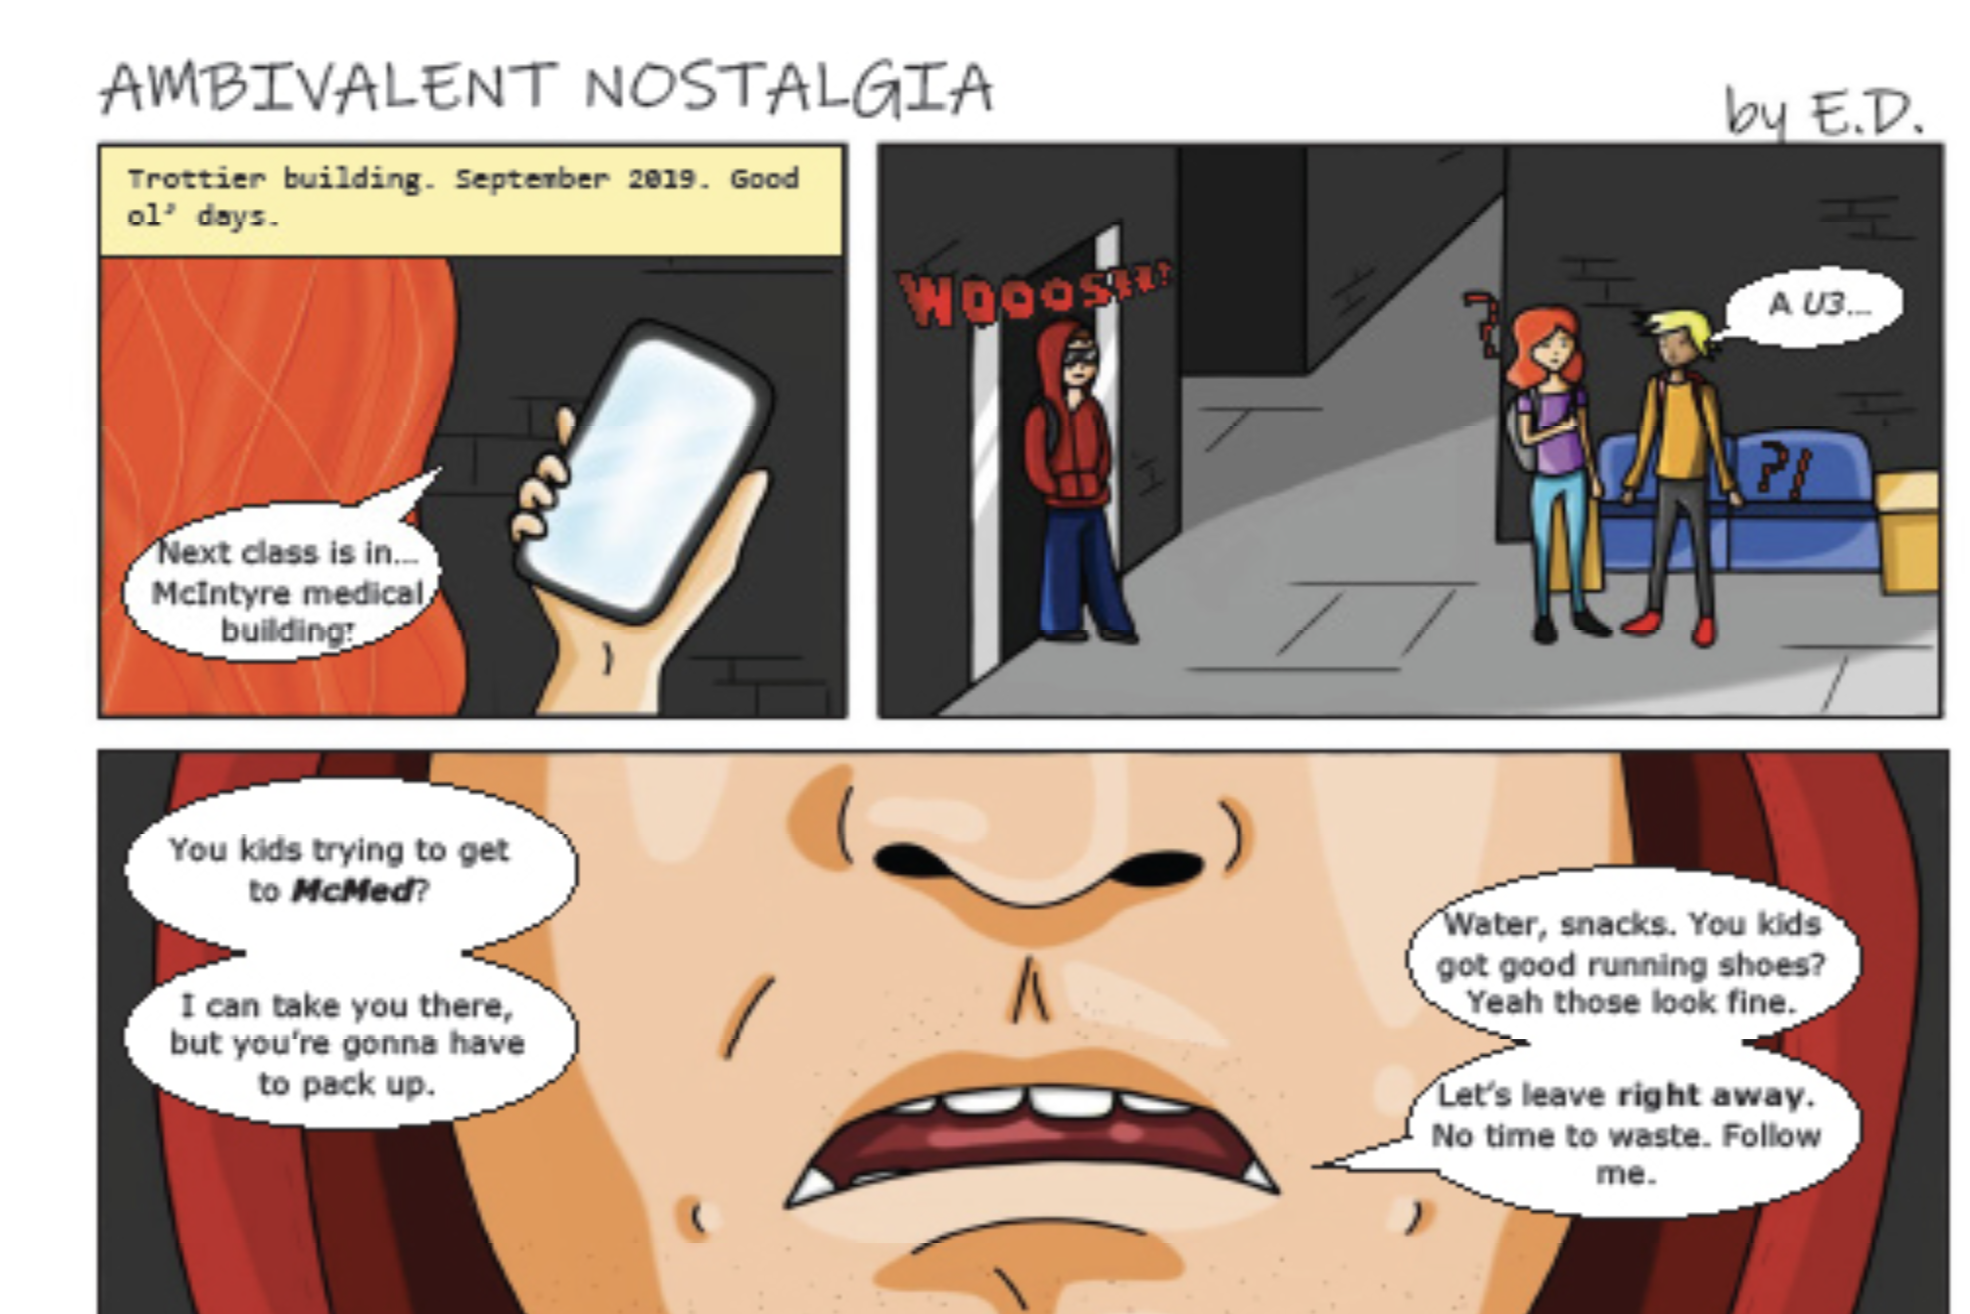 AMBIVALENT NOSTALGIA
by E.D.
Trottier building. September 2019. Good
ol' days.
Next class is in...
McIntyre medical
building?
WOOOSH!
?
A U3...
?!
You kids trying to get
to McMed?
I can take you there,
but you're gonna have
to pack up.
Water, snacks. You kids
got good running shoes?
Yeah those look fine.
Let's leave right away.
No time to waste. Follow
me.